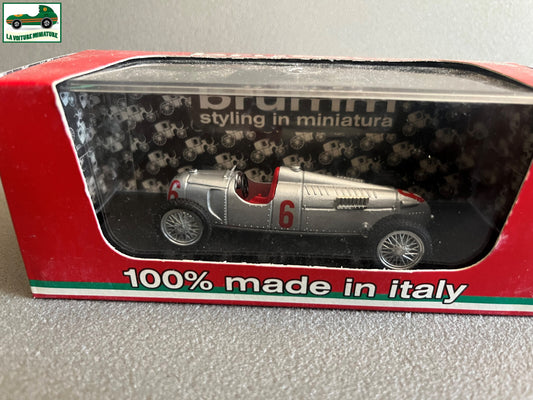 LA VOITURE MINIATURE
brumm
styling in miniatura
6
6
100% made in italy